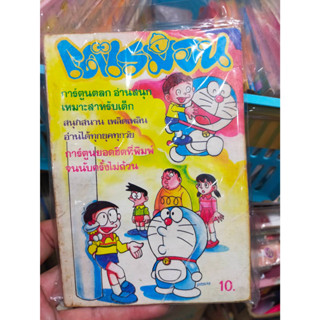 โดเรมอน
การ์ตูนตลก อ่านสนุก
เหมาะสำหรับเด็ก
สนุกสนาน เพลิดเพลิน
อ่านได้ทุกยุคทุกวัย
การ์ตูนยอดฮิตที่พิมพ์
จนนับครั้งไม่ถ้วน
10.